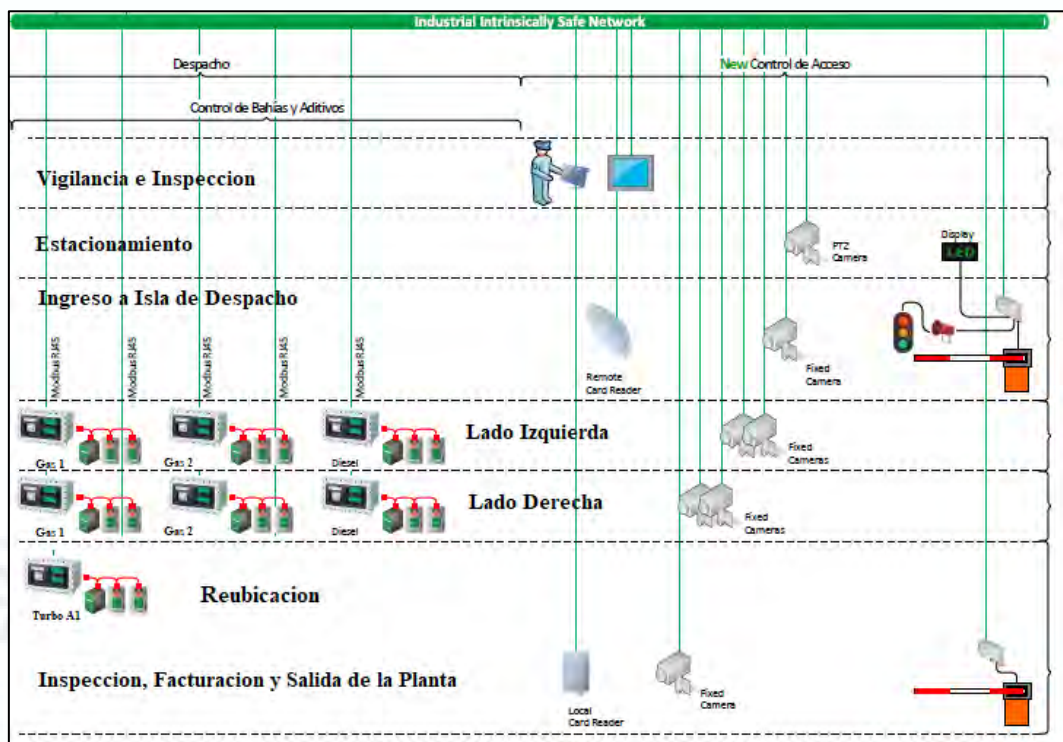 Industrial Intrinsically Safe Network
Despacho
New Control de Acceso
Control de Bahías y Aditivos
Vigilancia e Inspeccion
Estacionamiento
PTZ
Camera
Display
LED
Ingreso a Isla de Despacho
Modbus RJ45
Modbus RJ45
Modbus RJ45
Modbus RJ45
Modbus RJ45
Remote
Card Reader
Fixed
Camera
Gas 1
Gas 2
Diesel
Lado Izquierda
Fixed
Cameras
Gas 1
Gas 2
Diesel
Lado Derecha
Fixed
Cameras
Turbo A1
Reubicacion
Inspeccion, Facturacion y Salida de la Planta
Local
Card Reader
Fixed
Camera